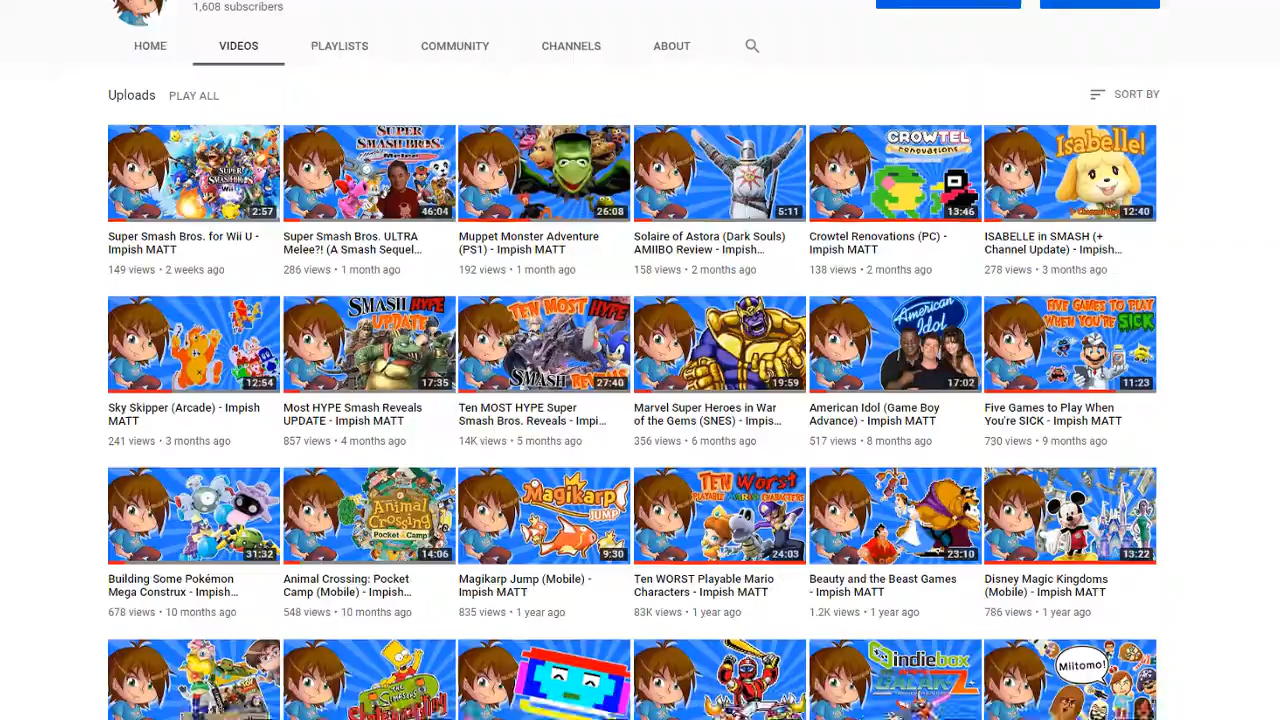 1,608 subscribers
HOME VIDEOS PLAYLISTS COMMUNITY CHANNELS ABOUT
Uploads PLAY ALL SORT BY
SUPER SMASH BROS. Wii U
2:57
SUPER SMASH BROS. Melee
46:04
26:08
5:11
CROWTEL renovations
13:46
Isabelle!
12:40
Super Smash Bros. for Wii U -
Impish MATT
149 views • 2 weeks ago
Super Smash Bros. ULTRA
Melee?! (A Smash Sequel...
286 views • 1 month ago
Muppet Monster Adventure
(PS1) - Impish MATT
192 views • 1 month ago
Solaire of Astora (Dark Souls)
AMIIBO Review - Impish...
158 views • 2 months ago
Crowtel Renovations (PC) -
Impish MATT
138 views • 2 months ago
ISABELLE in SMASH (+
Channel Update) - Impish...
278 views • 3 months ago
12:54
SMASH HYPE
UPDATE
17:35
TEN MOST HYPE
SMASH REVEALS
27:40
19:59
American Idol
17:02
FIVE GAMES TO PLAY
WHEN YOU'RE SICK
11:23
Sky Skipper (Arcade) - Impish
MATT
241 views • 3 months ago
Most HYPE Smash Reveals
UPDATE - Impish MATT
857 views • 4 months ago
Ten MOST HYPE Super
Smash Bros. Reveals - Impi...
14K views • 5 months ago
Marvel Super Heroes in War
of the Gems (SNES) - Impis...
356 views • 6 months ago
American Idol (Game Boy
Advance) - Impish MATT
517 views • 8 months ago
Five Games to Play When
You're SICK - Impish MATT
730 views • 9 months ago
31:32
Animal Crossing
Pocket Camp
14:06
Magikarp
JUMP
9:30
TEN Worst
PLAYABLE MARIO CHARACTERS
24:03
23:10
13:22
Building Some Pokémon
Mega Construx - Impish...
678 views • 10 months ago
Animal Crossing: Pocket
Camp (Mobile) - Impish...
548 views • 10 months ago
Magikarp Jump (Mobile) -
Impish MATT
835 views • 1 year ago
Ten WORST Playable Mario
Characters - Impish MATT
83K views • 1 year ago
Beauty and the Beast Games
- Impish MATT
1.2K views • 1 year ago
Disney Magic Kingdoms
(Mobile) - Impish MATT
786 views • 1 year ago
THE SIMPSONS
indiebox
GALAK-Z
Miitomo!